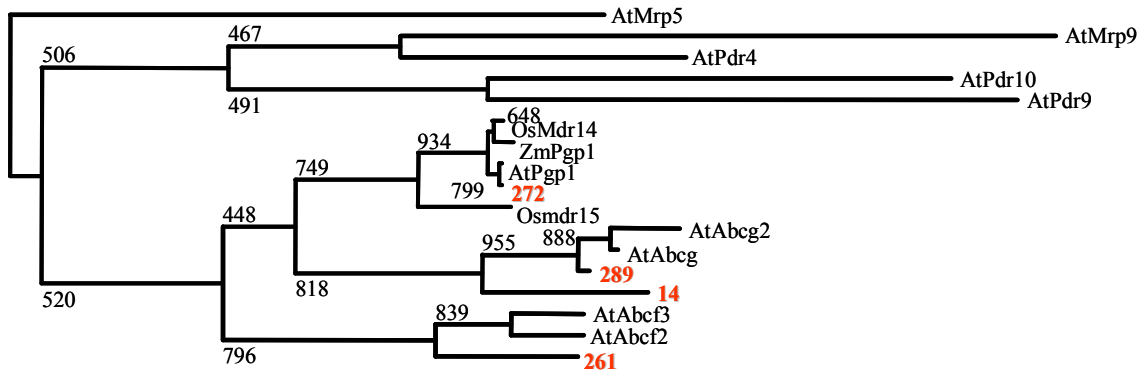 AtMrp5
467
AtMrp9
506
AtPdr4
AtPdr10
491
AtPdr9
648
OsMdr14
934
ZmPgp1
749
AtPgp1
799
272
448
Osmdr15
AtAbcg2
955
888
AtAbcg
289
818
14
520
839
AtAbcf3
AtAbcf2
796
261